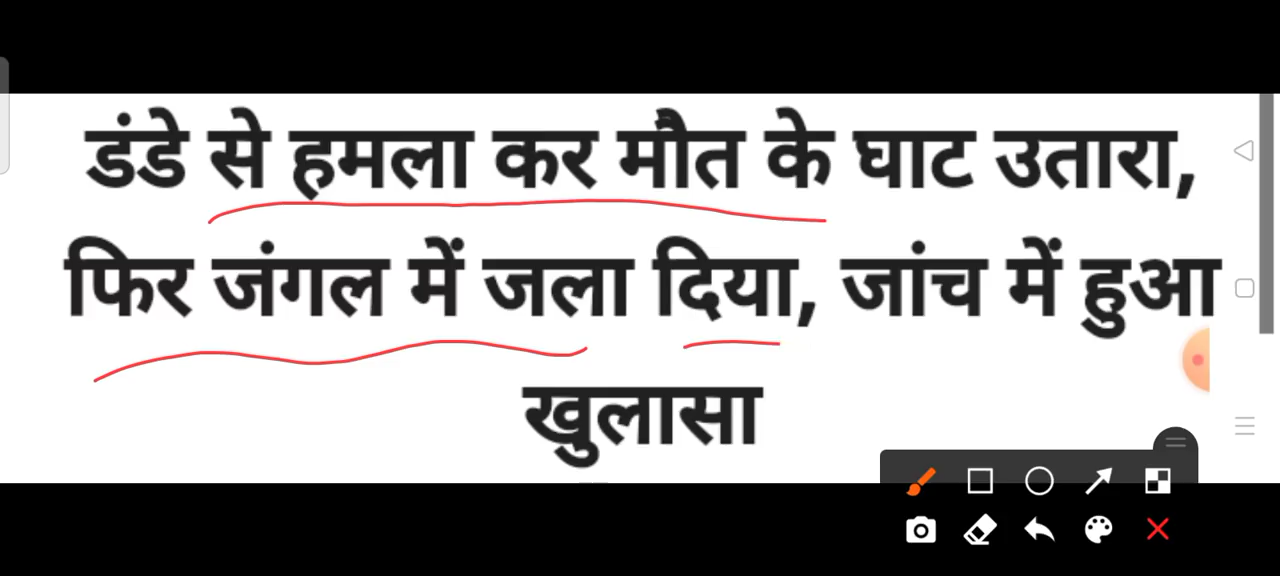 डंडे से हमला कर मौत के घाट उतारा,
फिर जंगल में जला दिया, जांच में हुआ
खुलासा